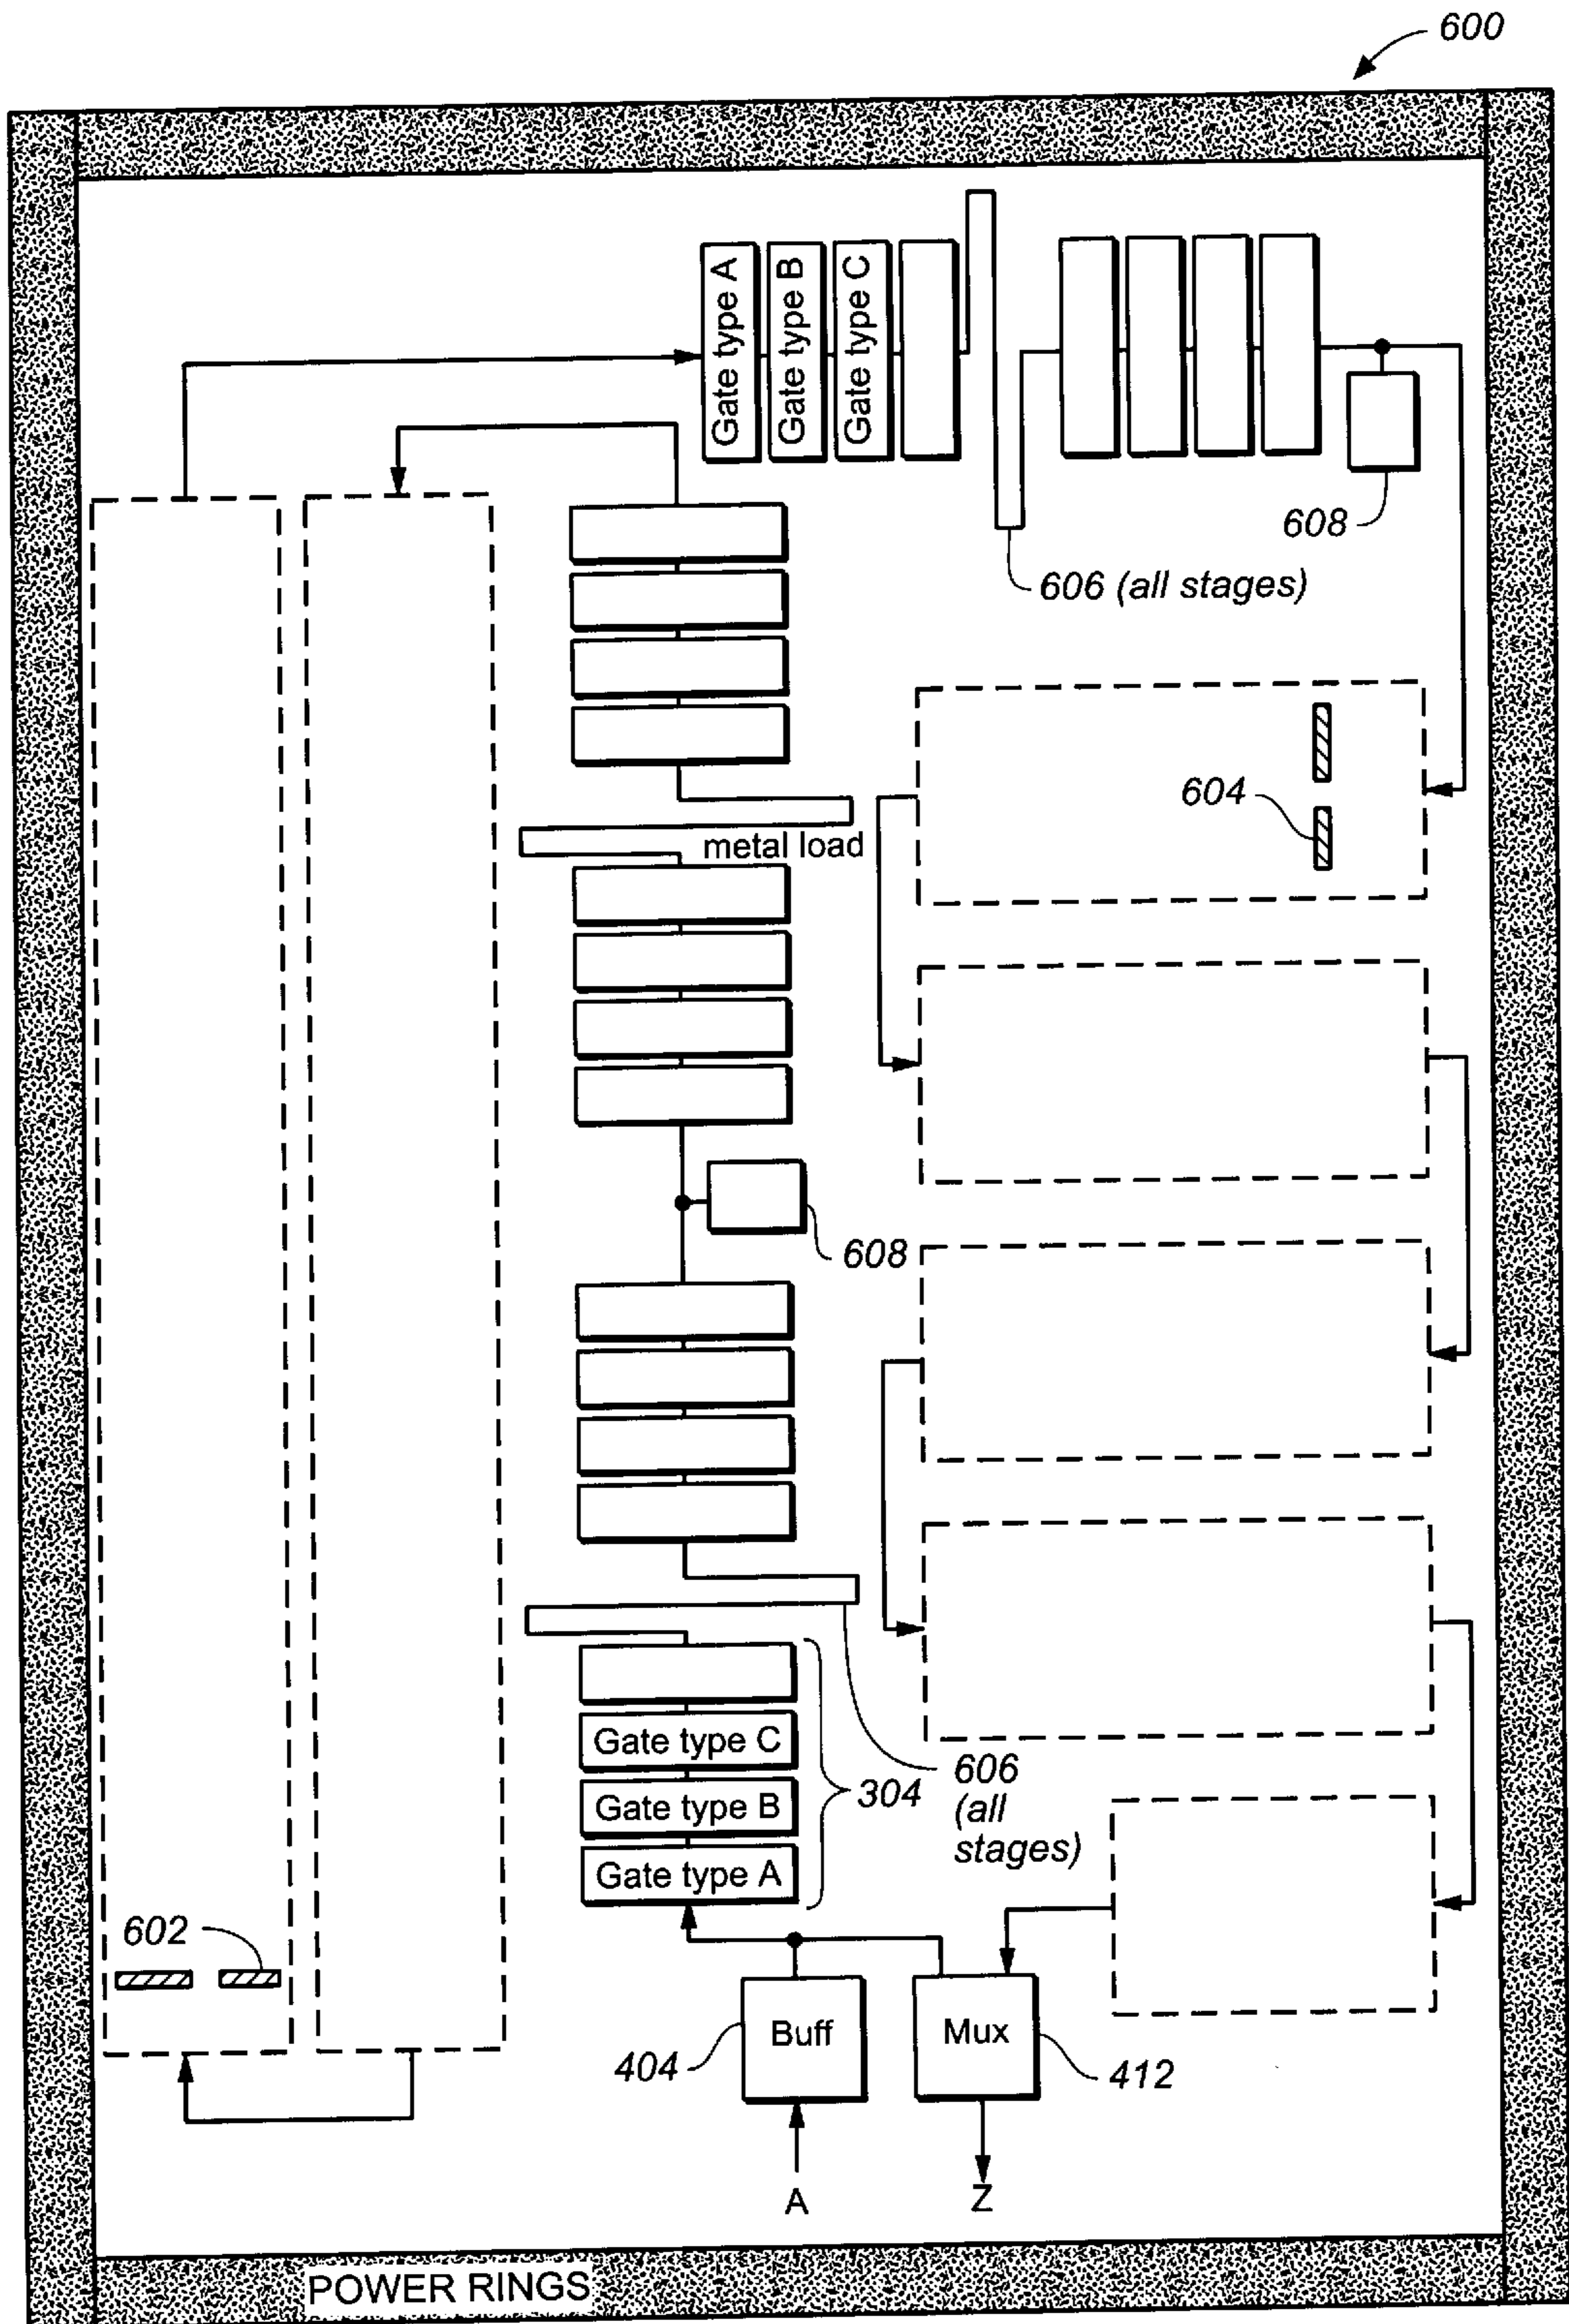 600
Gate type A
Gate type B
Gate type C
608
606 (all stages)
604
metal load
608
Gate type C
606
(all
stages)
304
Gate type B
Gate type A
602
Buff
Mux
404
412
A
Z
POWER RINGS